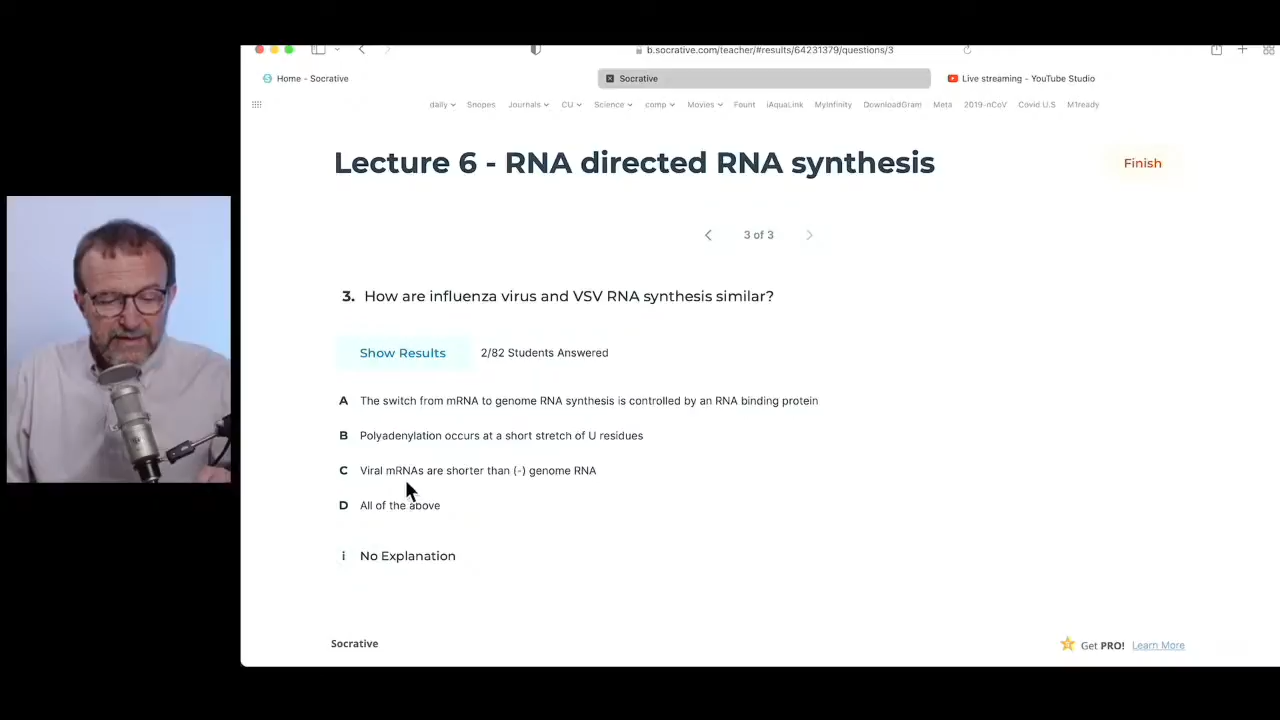 b.socrative.com/teacher/#results/64231379/questions/3
Home - Socrative
Socrative
Live streaming - YouTube Studio
daily Snopes Journals CU Science comp Movies Fount iAquaLink MyInfinity DownloadGram Meta 2019-nCoV Covid U.S M1ready
Lecture 6 - RNA directed RNA synthesis
Finish
3 of 3
3. How are influenza virus and VSV RNA synthesis similar?
Show Results 2/82 Students Answered
A The switch from mRNA to genome RNA synthesis is controlled by an RNA binding protein
B Polyadenylation occurs at a short stretch of U residues
C Viral mRNAs are shorter than (-) genome RNA
D All of the above
i No Explanation
Socrative
Get PRO! Learn More